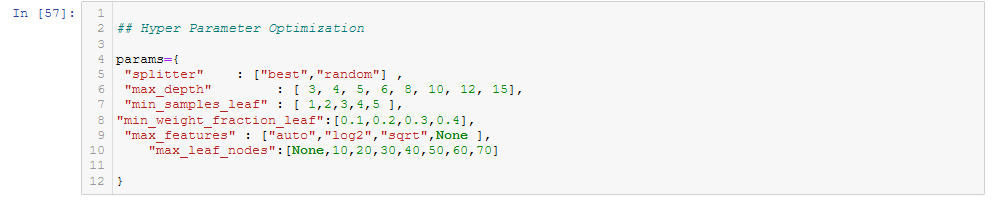 In [57]:
1
2 ## Hyper Parameter Optimization
3
4 params={
5 "splitter"    : ["best","random"] ,
6 "max_depth"        : [ 3, 4, 5, 6, 8, 10, 12, 15],
7 "min_samples_leaf" : [ 1,2,3,4,5 ],
8 "min_weight_fraction_leaf":[0.1,0.2,0.3,0.4],
9 "max_features" : ["auto","log2","sqrt",None ],
10    "max_leaf_nodes":[None,10,20,30,40,50,60,70]
11
12 }